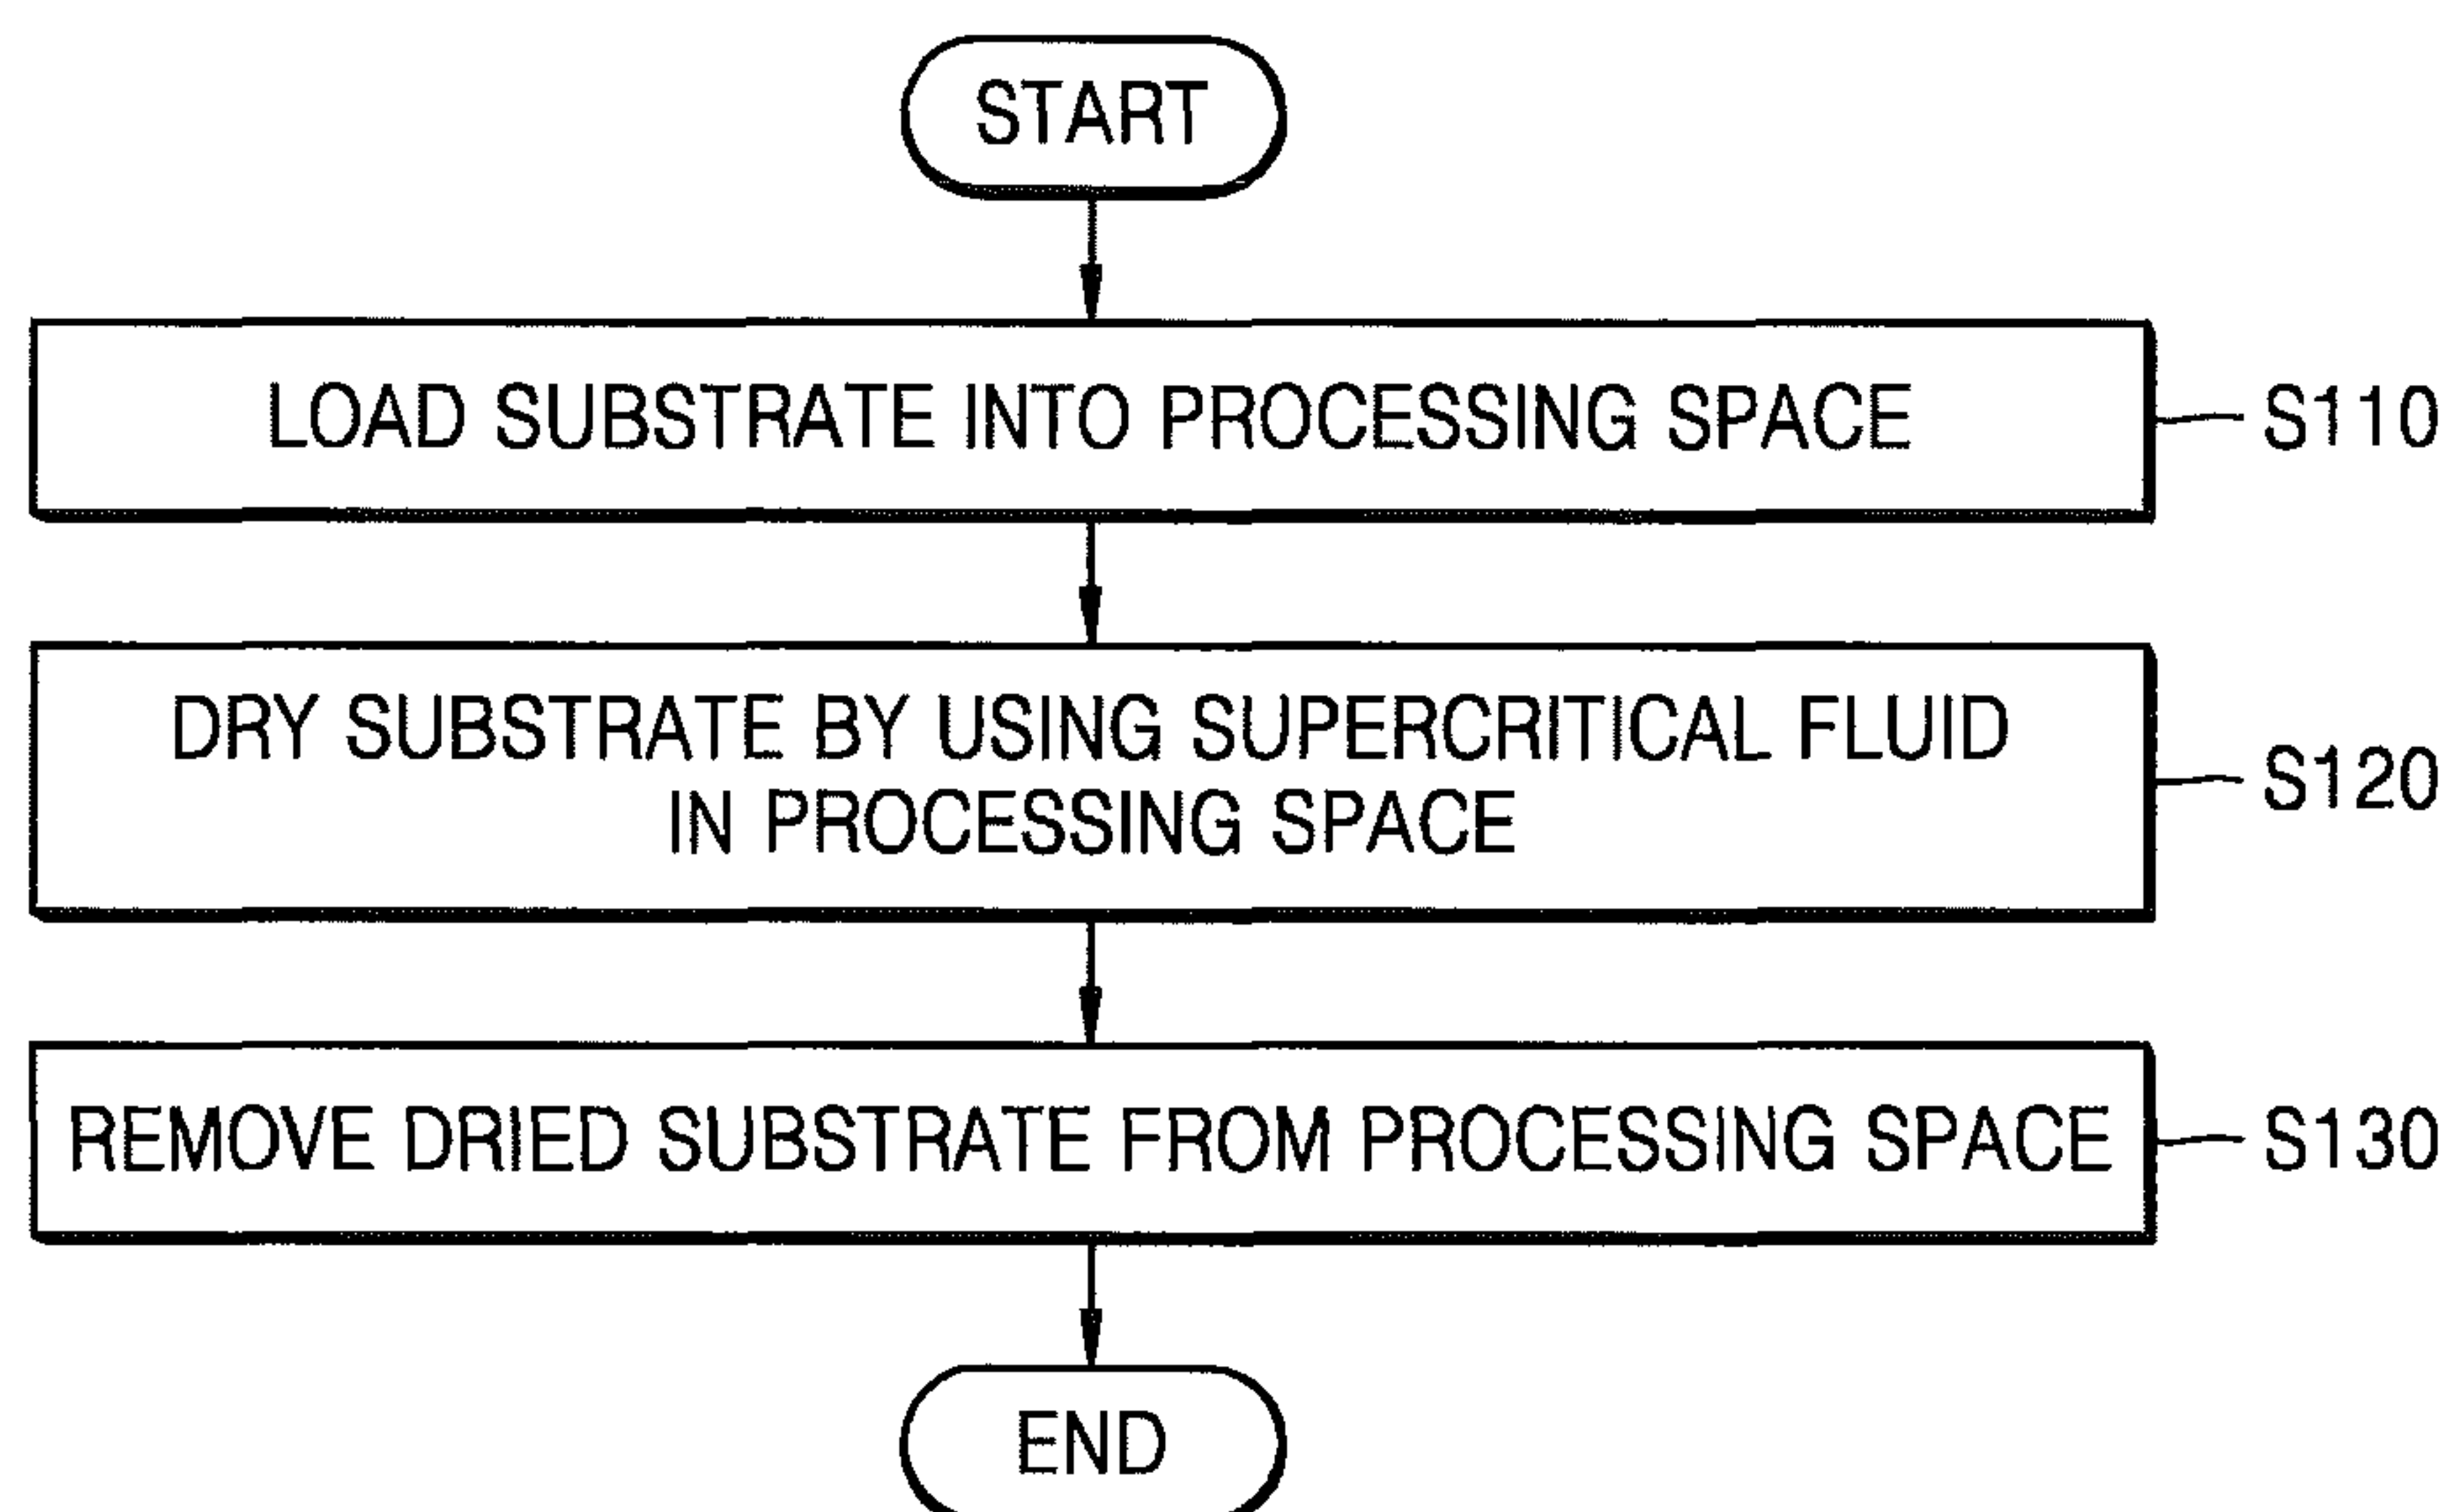 START
LOAD SUBSTRATE INTO PROCESSING SPACE
S110
DRY SUBSTRATE BY USING SUPERCRITICAL FLUID
IN PROCESSING SPACE
S120
REMOVE DRIED SUBSTRATE FROM PROCESSING SPACE
S130
END